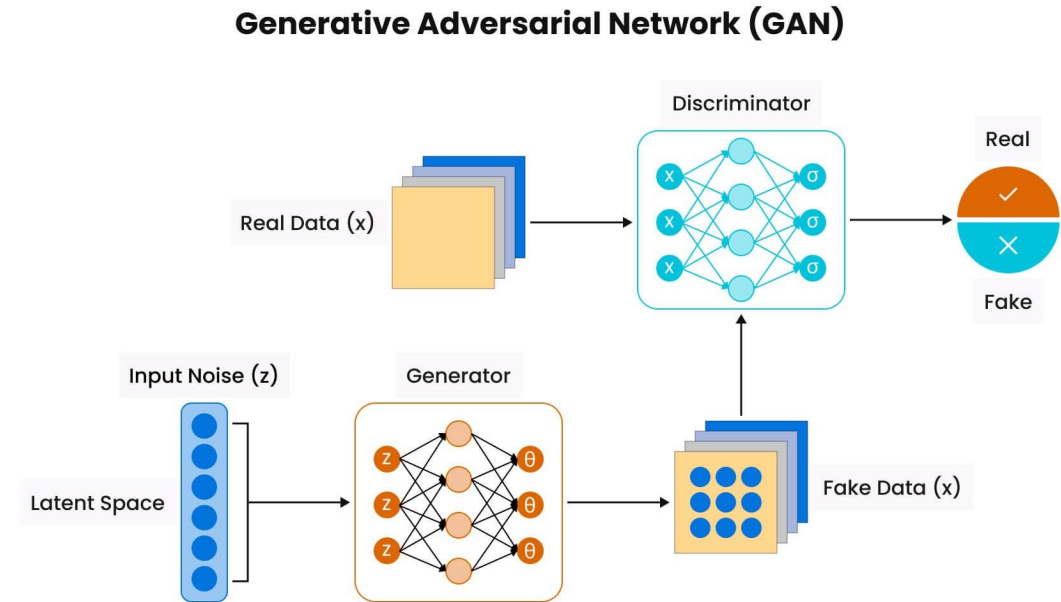 Generative Adversarial Network (GAN)
Discriminator
Real
Real Data (x)
x
σ
x
σ
x
σ
Fake
Input Noise (z)
Generator
z
θ
Latent Space
z
θ
Fake Data (x)
z
θ